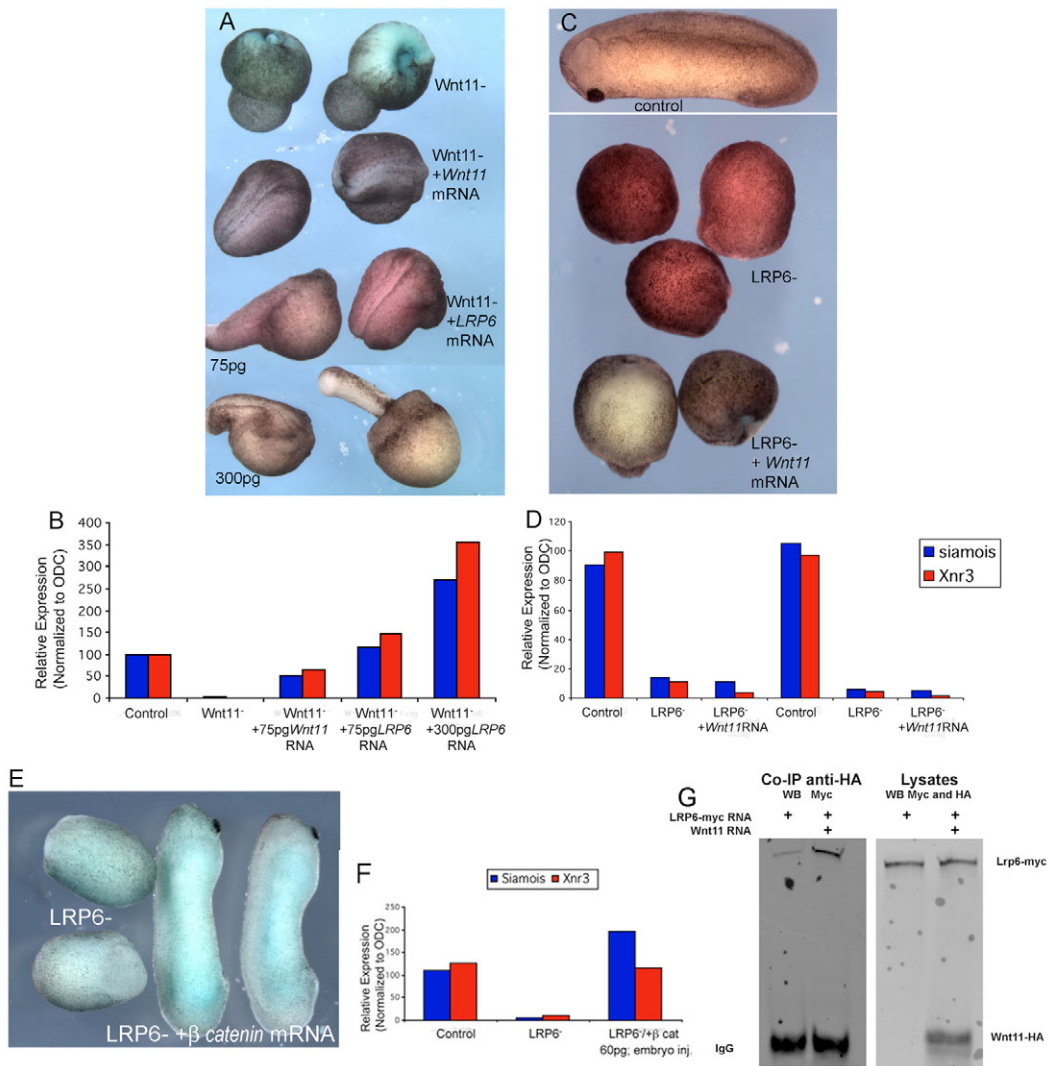 A
Wnt11-
Wnt11-
+Wnt11
mRNA
Wnt11-
+LRP6
mRNA
75pg
300pg
C
control
LRP6-
LRP6-
+ Wnt11
mRNA
B
Relative Expression
(Normalized to ODC)
400
350
300
250
200
150
100
50
0
Control
Wnt11-
Wnt11-
+75pgWnt11
RNA
Wnt11-
+75pgLRP6
RNA
Wnt11-
+300pgLRP6
RNA
D
Relative Expression
(Normalized to ODC)
120
100
80
60
40
20
0
Control
LRP6-
LRP6-
+Wnt11RNA
Control
LRP6-
LRP6-
+Wnt11RNA
siamois
Xnr3
E
LRP6-
LRP6- +β catenin mRNA
F
Siamois
Xnr3
Relative Expression
(Normalized to ODC)
250
200
150
100
50
0
Control
LRP6-
LRP6-/+β cat
60pg; embryo inj.
G
Co-IP anti-HA
WB Myc
Lysates
WB Myc and HA
LRP6-myc RNA + + + +
Wnt11 RNA + +
Lrp6-myc
Wnt11-HA
IgG